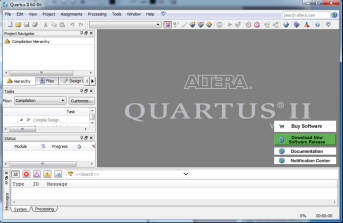 Quartus II 64-Bit
File Edit View Project Assignments Processing Tools Window Help
Search altera.com
Project Navigator
Compilation Hierarchy
Hierarchy Files Design U
Tasks
Flow: Compilation Customize...
Task
Compile Design
Status
Module % Progress
ALTERA
QUARTUS® II
Buy Software
Download New Software Release
Documentation
Notification Center
All <<Search>>
Type ID Message
Messages
System Processing
0% 00:00:00